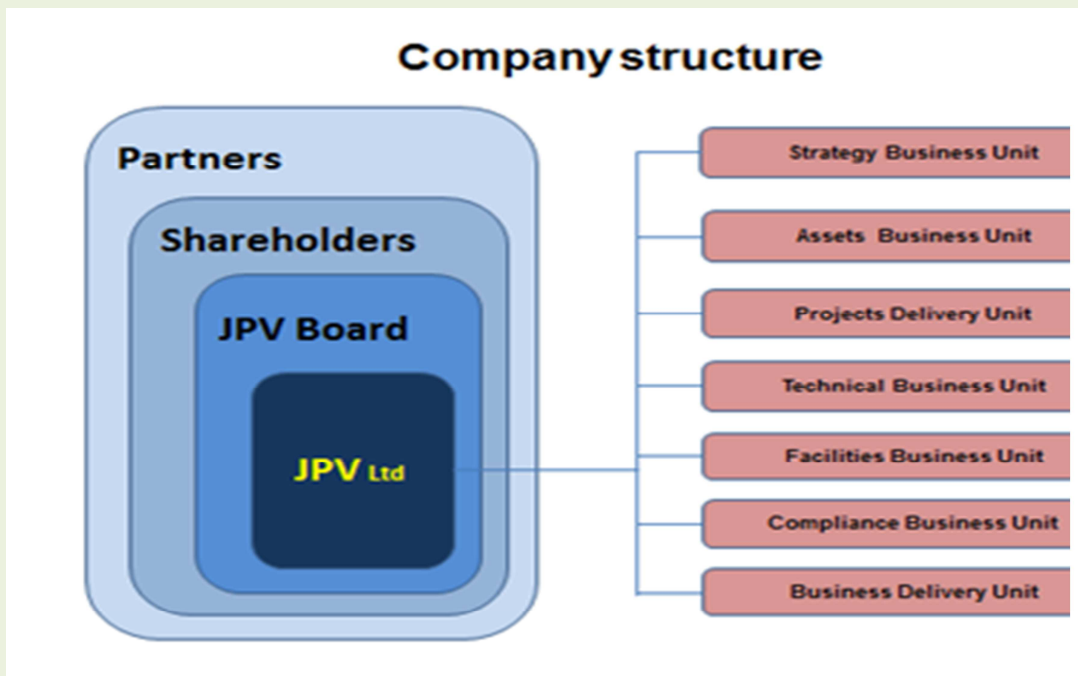 Company structure
Partners
Shareholders
JPV Board
JPV Ltd
Strategy Business Unit
Assets Business Unit
Projects Delivery Unit
Technical Business Unit
Facilities Business Unit
Compliance Business Unit
Business Delivery Unit